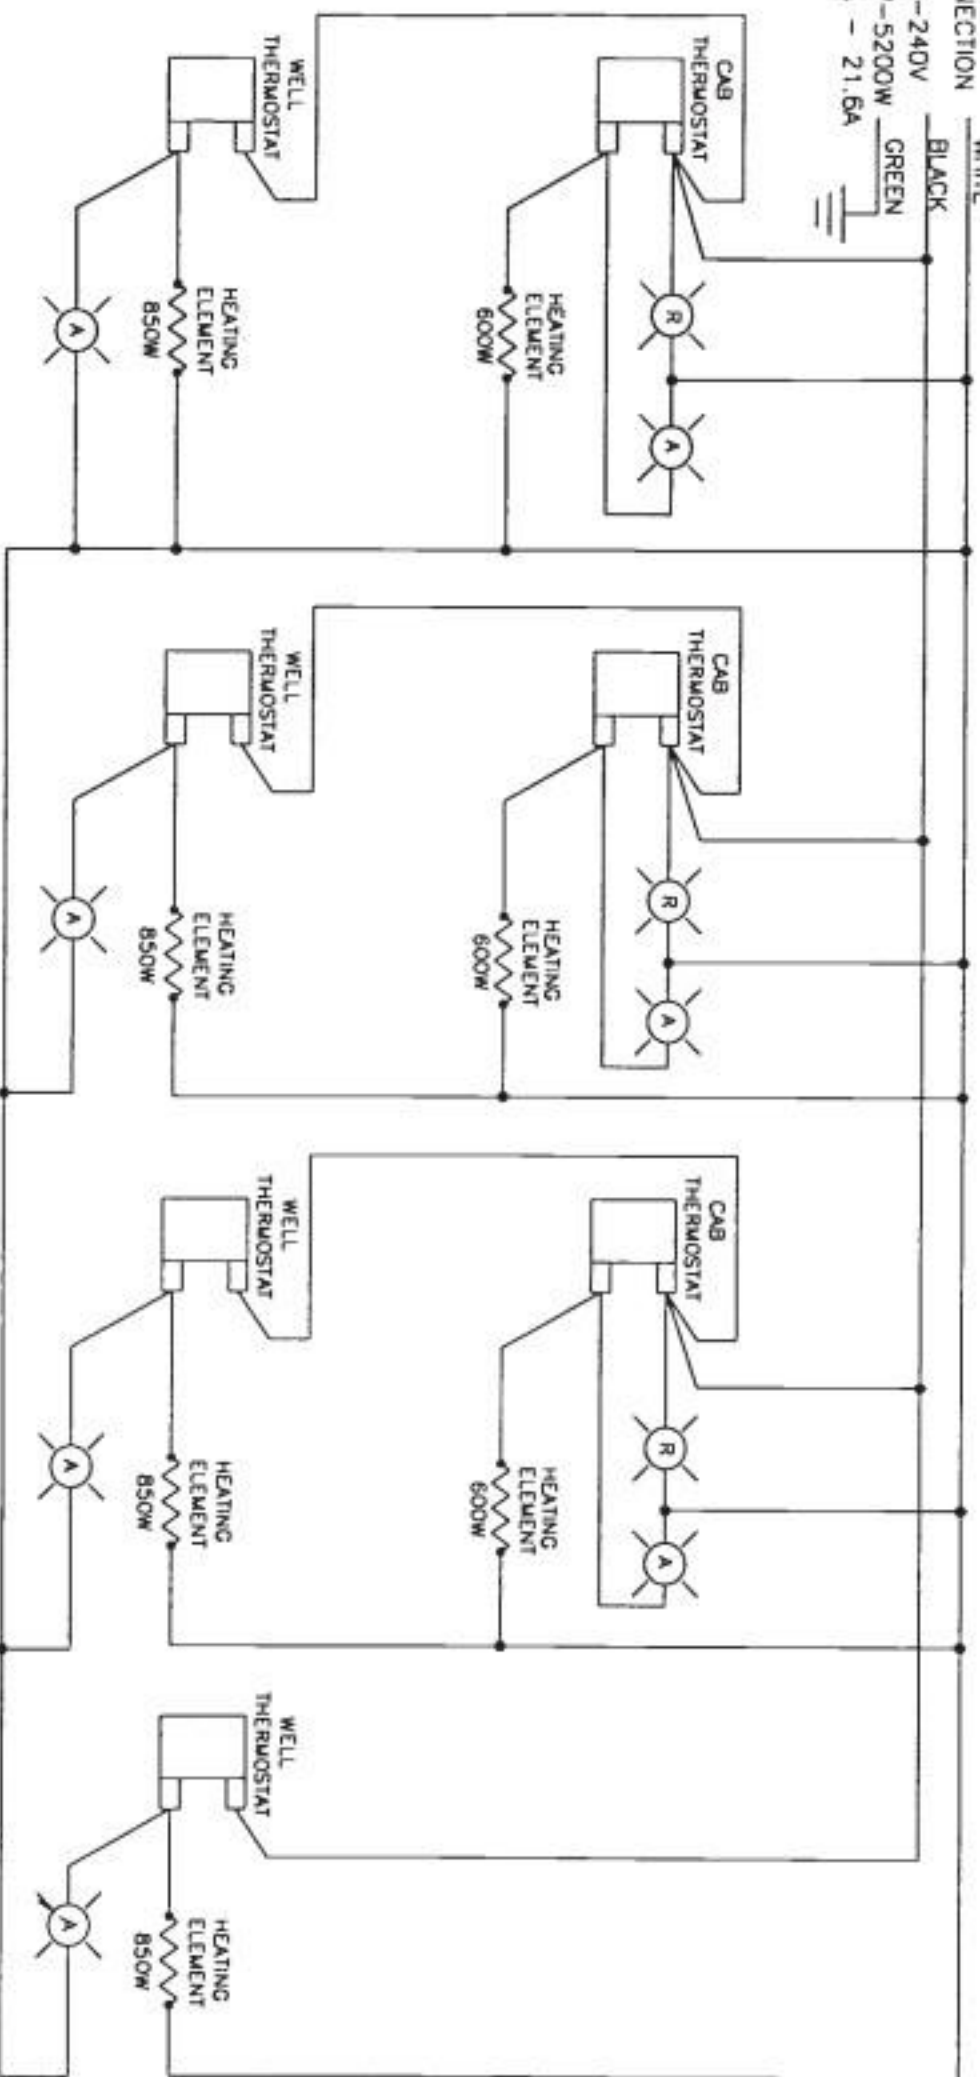 NECTION
-240V
-5200W
- 21.6A
BLACK
GREEN
CAB
THERMOSTAT
R
A
HEATING
ELEMENT
600W
WELL
THERMOSTAT
HEATING
ELEMENT
850W
A
CAB
THERMOSTAT
R
A
HEATING
ELEMENT
600W
WELL
THERMOSTAT
HEATING
ELEMENT
850W
A
CAB
THERMOSTAT
R
A
HEATING
ELEMENT
600W
WELL
THERMOSTAT
HEATING
ELEMENT
850W
A
WELL
THERMOSTAT
HEATING
ELEMENT
850W
A